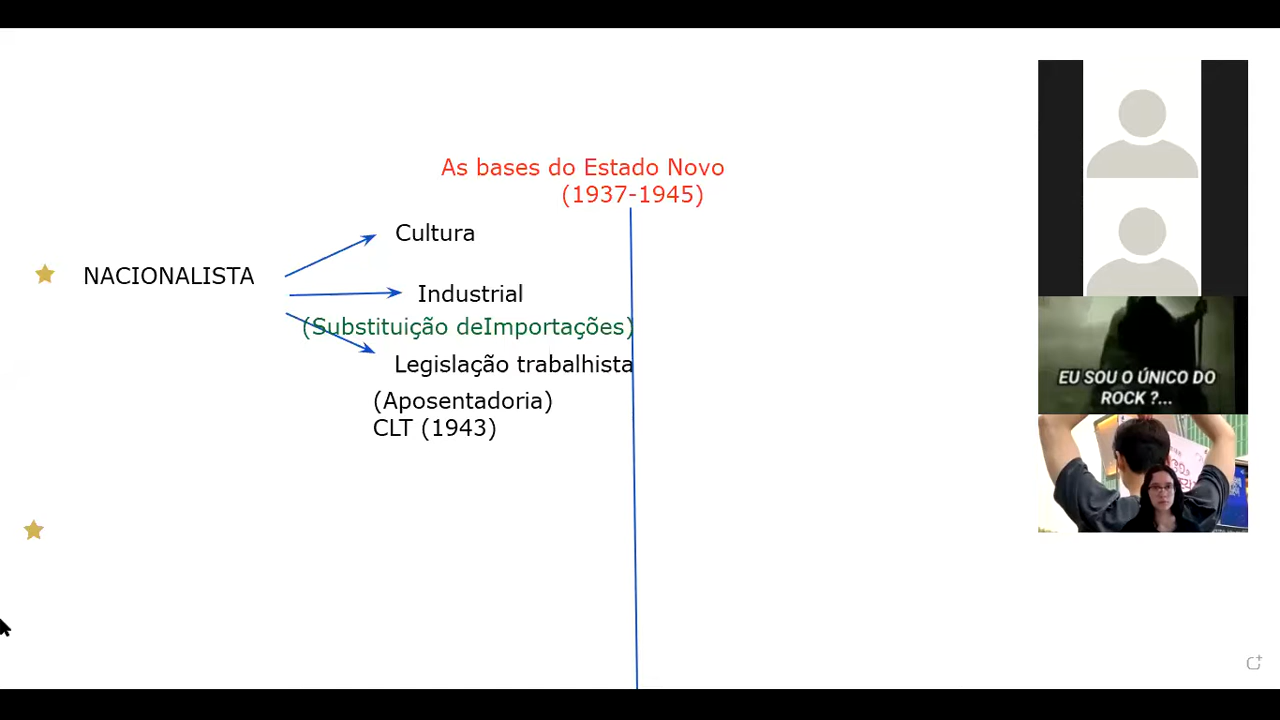 As bases do Estado Novo
(1937-1945)
Cultura
NACIONALISTA
Industrial
(Substituição deImportações)
Legislação trabalhista
(Aposentadoria)
CLT (1943)
EU SOU O ÚNICO DO
ROCK ?...